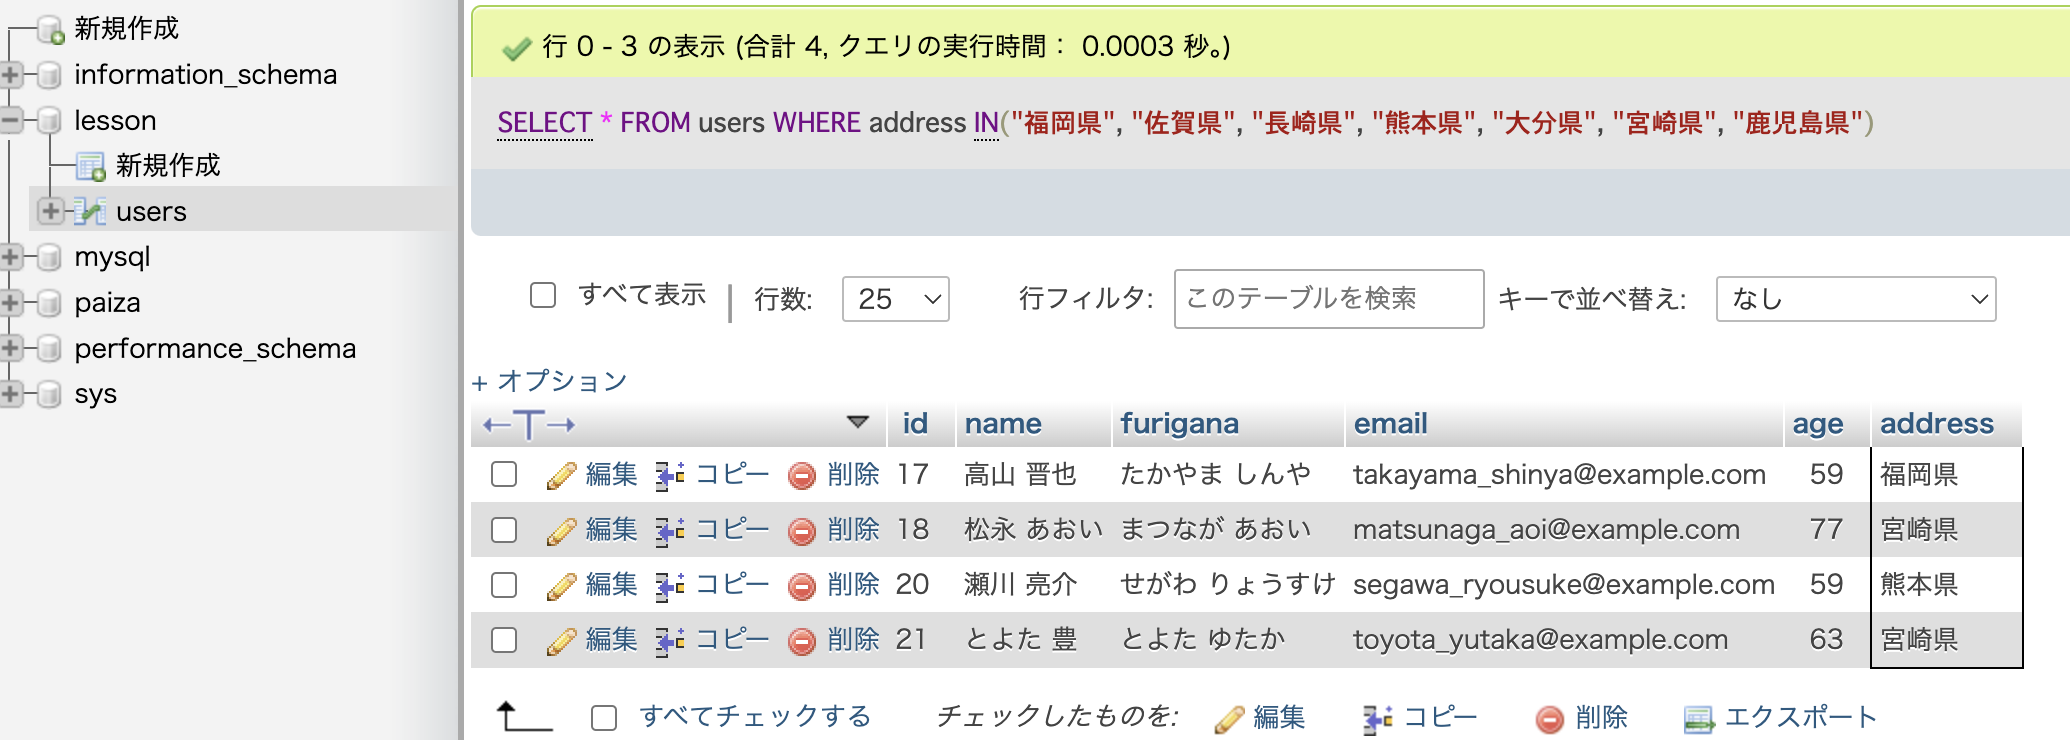 新規作成
information_schema
lesson
新規作成
users
mysql
paiza
performance_schema
sys
行 0 - 3 の表示 (合計 4, クエリの実行時間： 0.0003 秒。)
SELECT * FROM users WHERE address IN("福岡県", "佐賀県", "長崎県", "熊本県", "大分県", "宮崎県", "鹿児島県")
すべて表示 | 行数: 25 行フィルタ: このテーブルを検索 キーで並べ替え: なし
+ オプション
←T→ id name furigana email age address
編集 コピー 削除 17 高山 晋也 たかやま しんや takayama_shinya@example.com 59 福岡県
編集 コピー 削除 18 松永 あおい まつなが あおい matsunaga_aoi@example.com 77 宮崎県
編集 コピー 削除 20 瀬川 亮介 せがわ りょうすけ segawa_ryousuke@example.com 59 熊本県
編集 コピー 削除 21 とよた 豊 とよた ゆたか toyota_yutaka@example.com 63 宮崎県
すべてチェックする チェックしたものを: 編集 コピー 削除 エクスポート